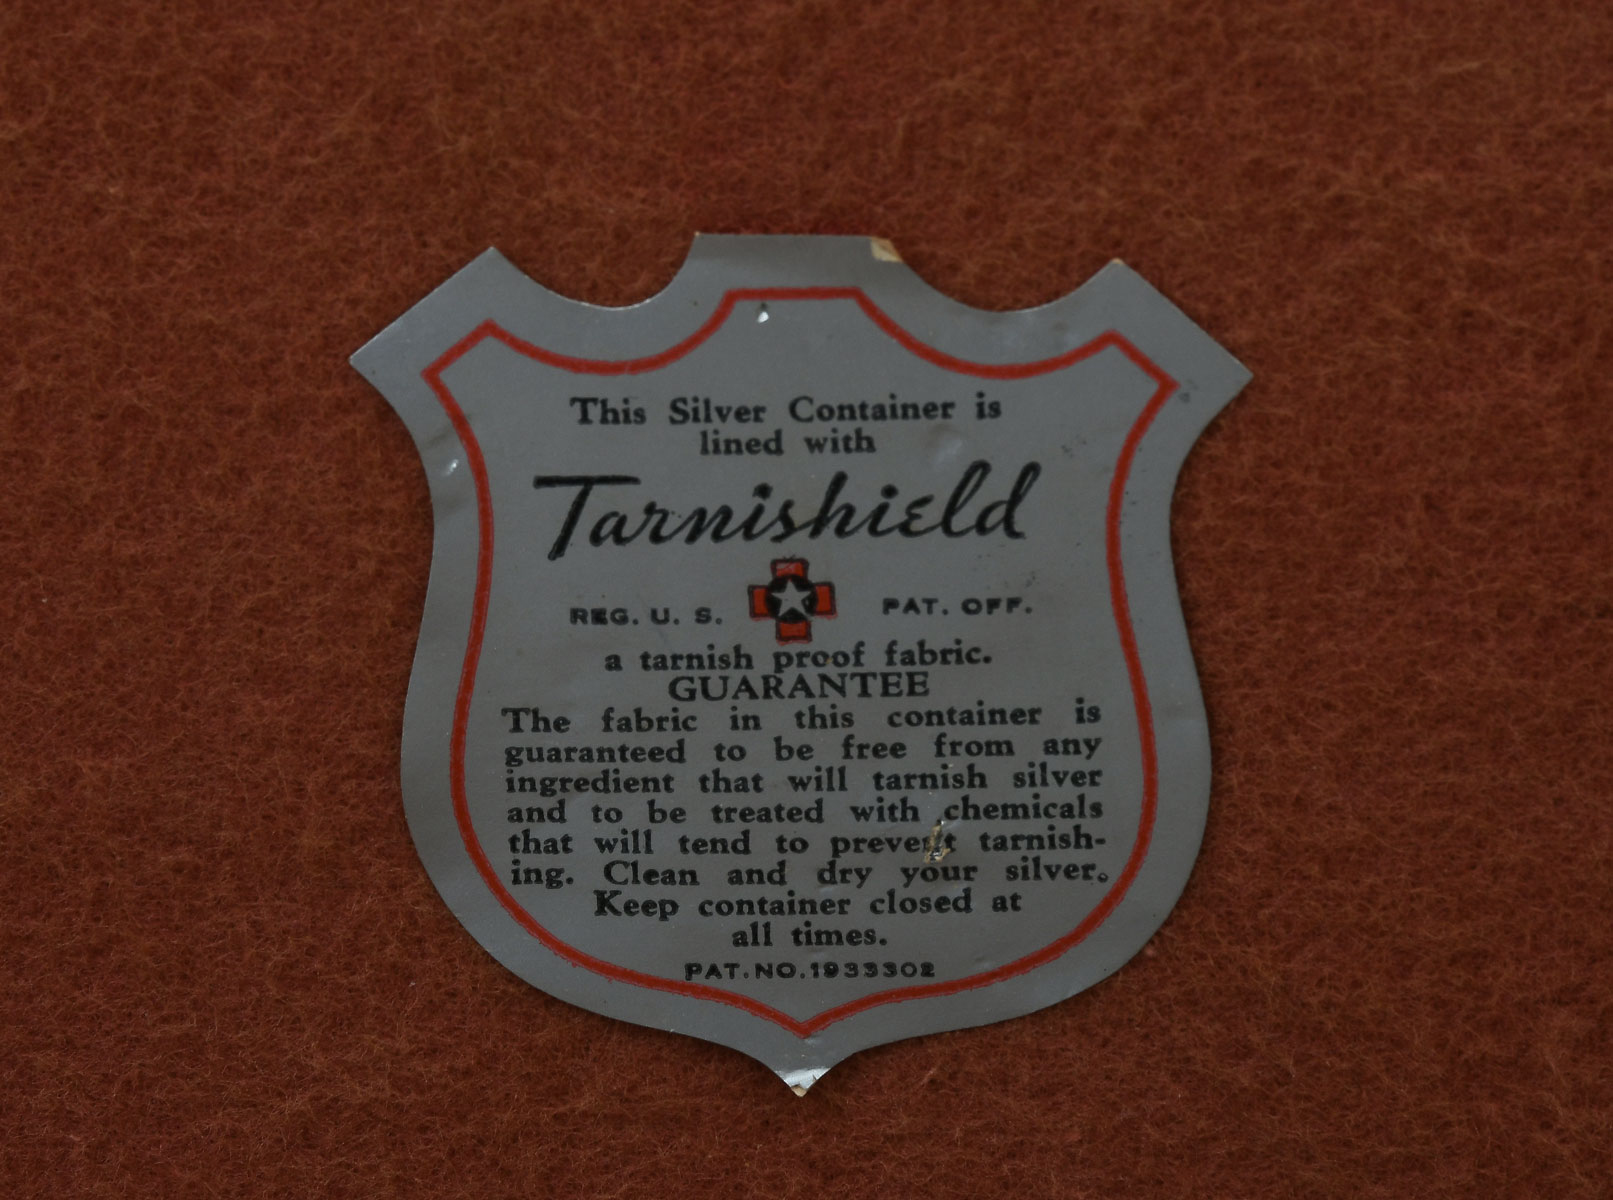 This Silver Container is
lined with
Tarnishield
REG. U. S. PAT. OFF.
a tarnish proof fabric.
GUARANTEE
The fabric in this container is
guaranteed to be free from any
ingredient that will tarnish silver
and to be treated with chemicals
that will tend to prevent tarnish-
ing. Clean and dry your silver.
Keep container closed at
all times.
PAT.NO.1933302